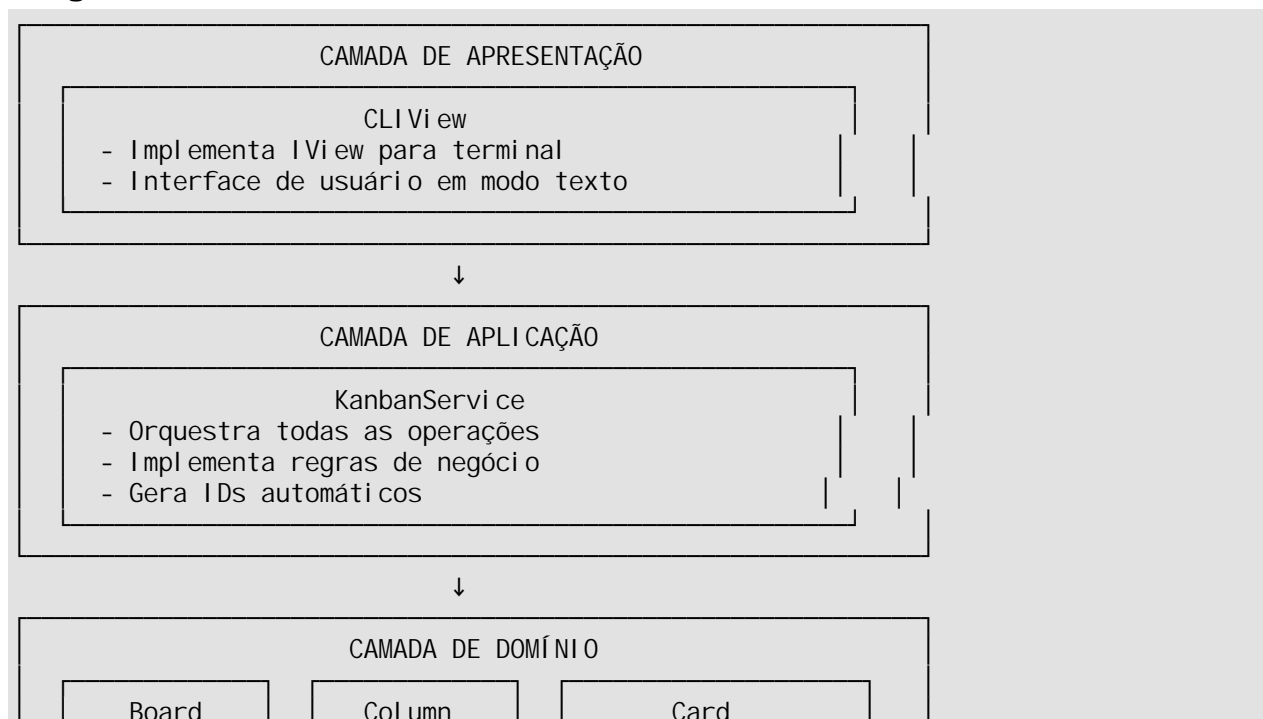 CAMADA DE APRESENTAÇÃO
CLIView
- Implementa IView para terminal
- Interface de usuário em modo texto
↓
CAMADA DE APLICAÇÃO
KanbanService
- Orquestra todas as operações
- Implementa regras de negócio
- Gera IDs automáticos
↓
CAMADA DE DOMÍNIO
Board Column Card